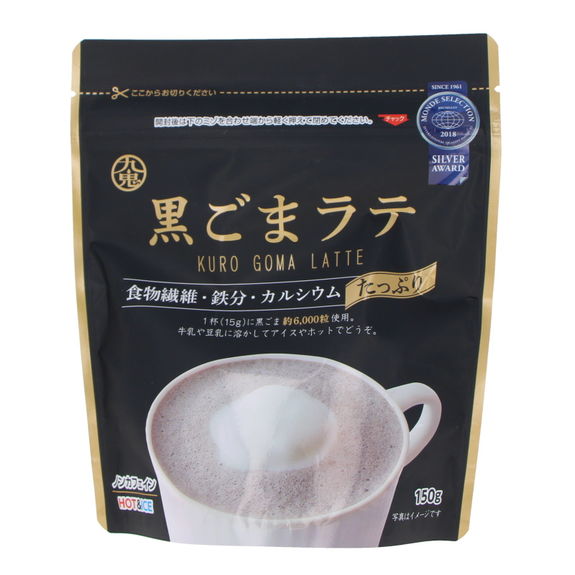 ここからお切りください
開封後は下のミゾを合わせ端から軽く押えて閉めてください。
チャック
SINCE 1961
MONDE SELECTION
BRUXELLES
2018
SILVER
AWARD
九鬼
黒ごまラテ
KURO GOMA LATTE
食物繊維・鉄分・カルシウム たっぷり
1杯(15g)に黒ごま約6,000粒使用。
牛乳や豆乳に溶かしてアイスやホットでどうぞ。
ノンカフェイン
HOT&ICE
150g
写真はイメージです